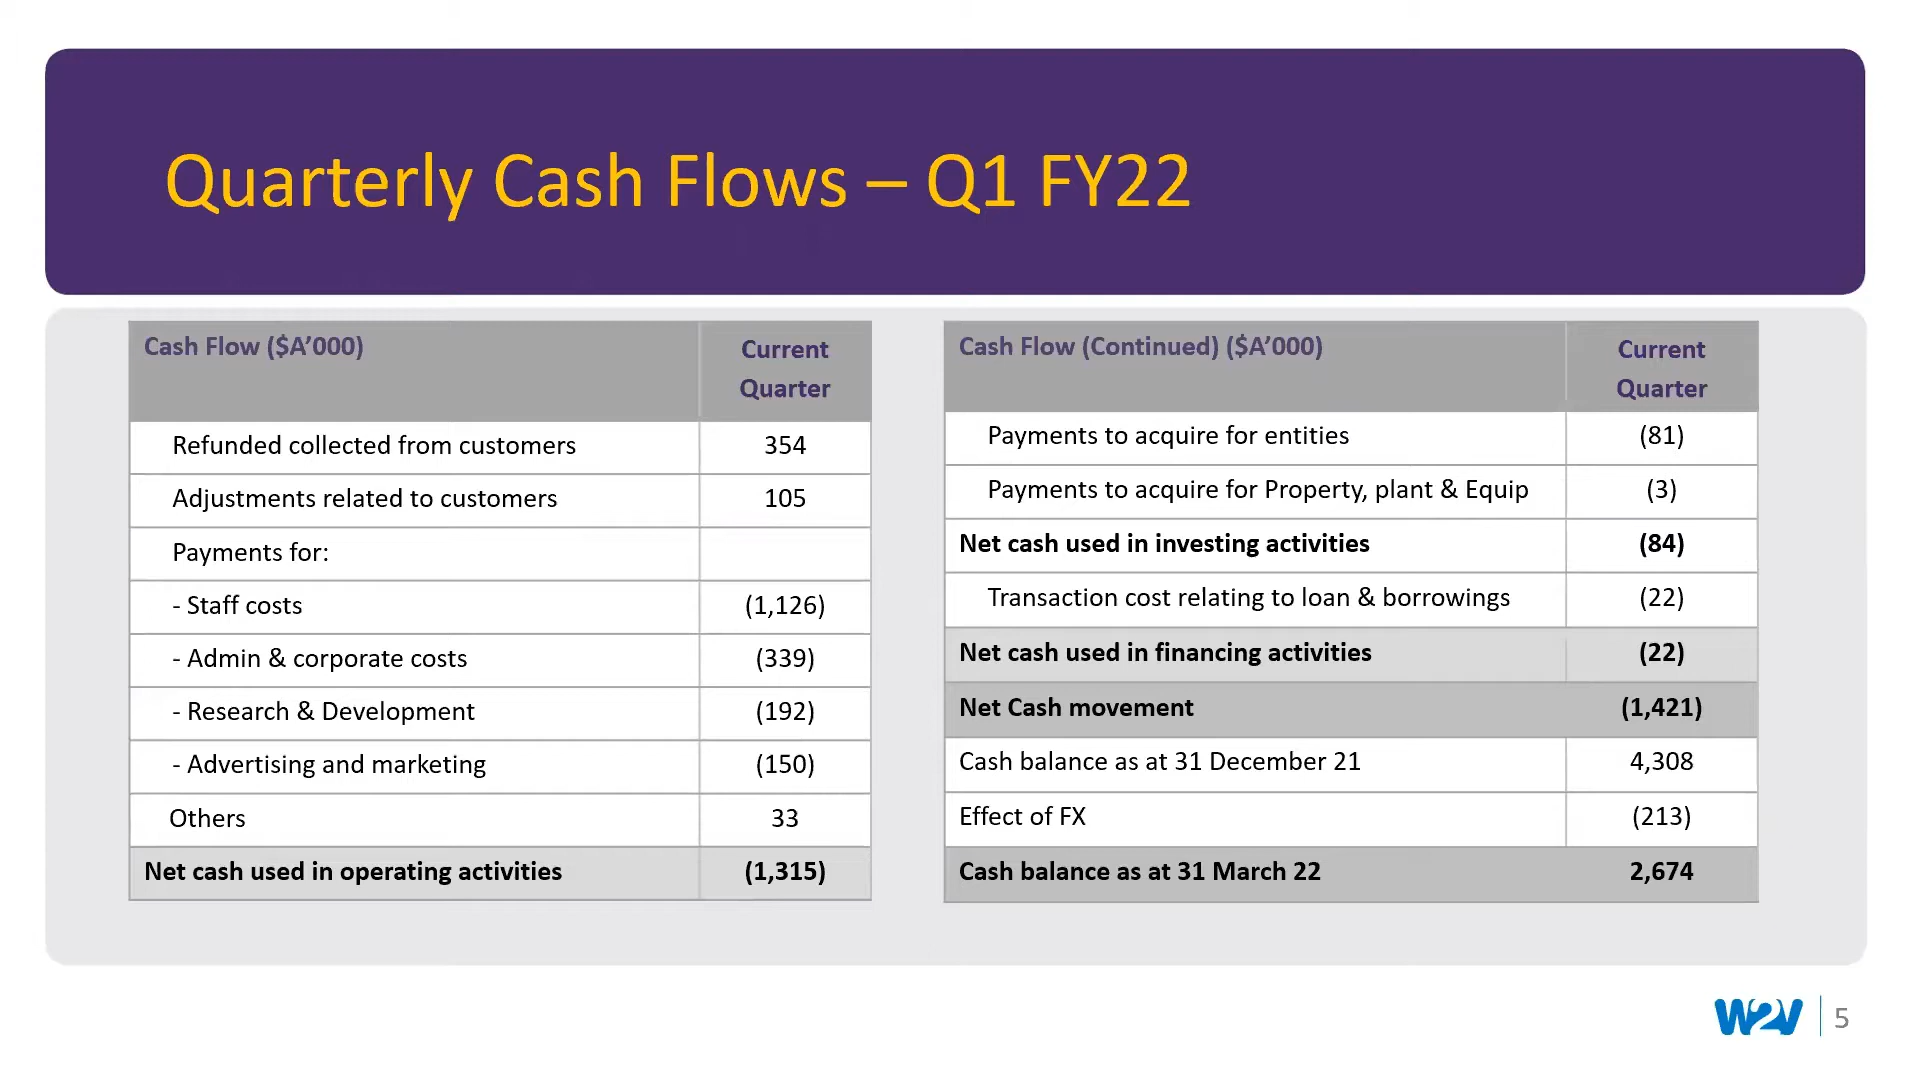 Quarterly Cash Flows – Q1 FY22
Cash Flow ($A’000) Current
Quarter
Refunded collected from customers 354
Adjustments related to customers 105
Payments for:
- Staff costs (1,126)
- Admin & corporate costs (339)
- Research & Development (192)
- Advertising and marketing (150)
Others 33
Net cash used in operating activities (1,315)
Cash Flow (Continued) ($A’000) Current
Quarter
Payments to acquire for entities (81)
Payments to acquire for Property, plant & Equip (3)
Net cash used in investing activities (84)
Transaction cost relating to loan & borrowings (22)
Net cash used in financing activities (22)
Net Cash movement (1,421)
Cash balance as at 31 December 21 4,308
Effect of FX (213)
Cash balance as at 31 March 22 2,674
W2V 5